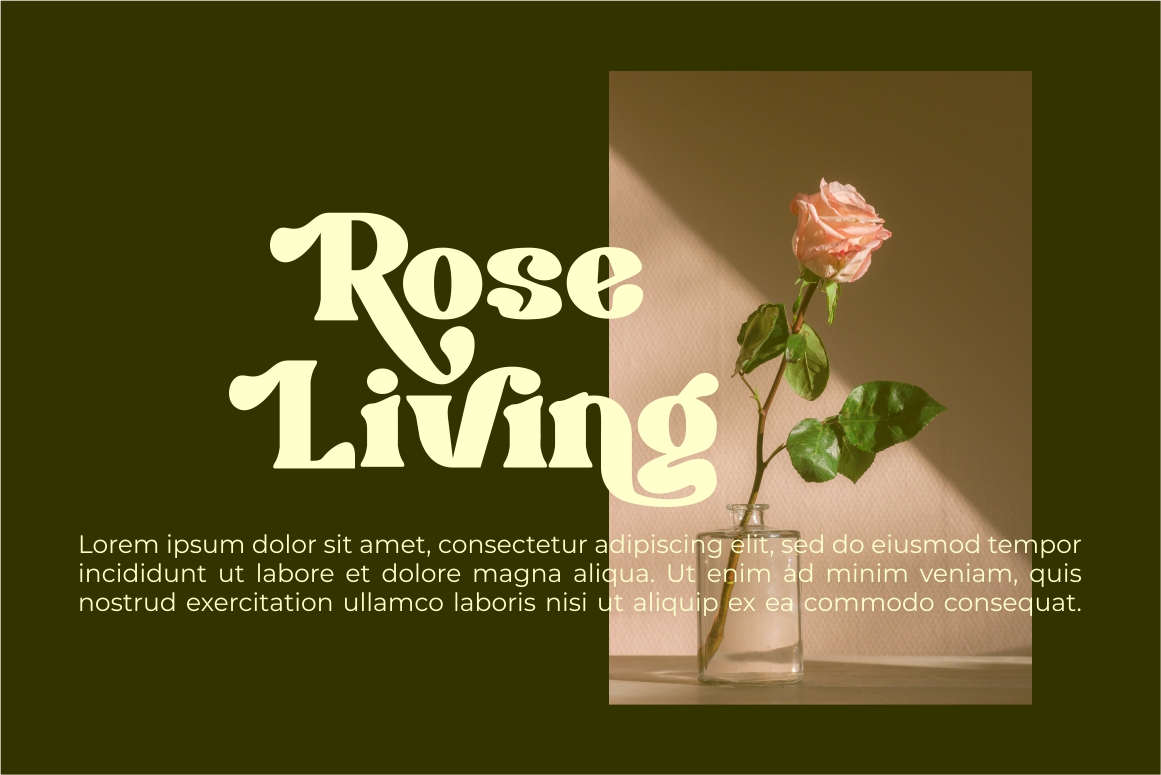 Rose
Living
Lorem ipsum dolor sit amet, consectetur adipiscing elit, sed do eiusmod tempor
incididunt ut labore et dolore magna aliqua. Ut enim ad minim veniam, quis
nostrud exercitation ullamco laboris nisi ut aliquip ex ea commodo consequat.